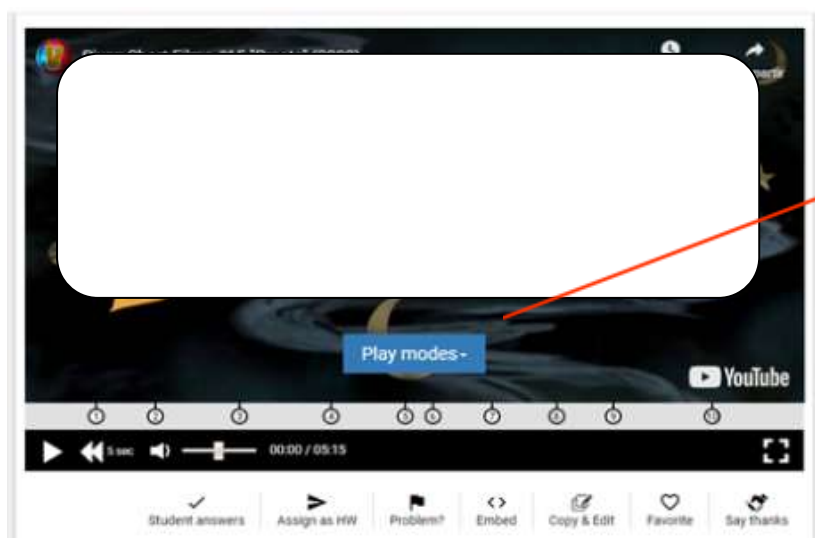 Play modes
YouTube
1 2 3 4 5 6 7 8 9 10
5 sec 00:00 / 05:15
Student answers Assign as HW Problem? Embed Copy & Edit Favorite Say thanks